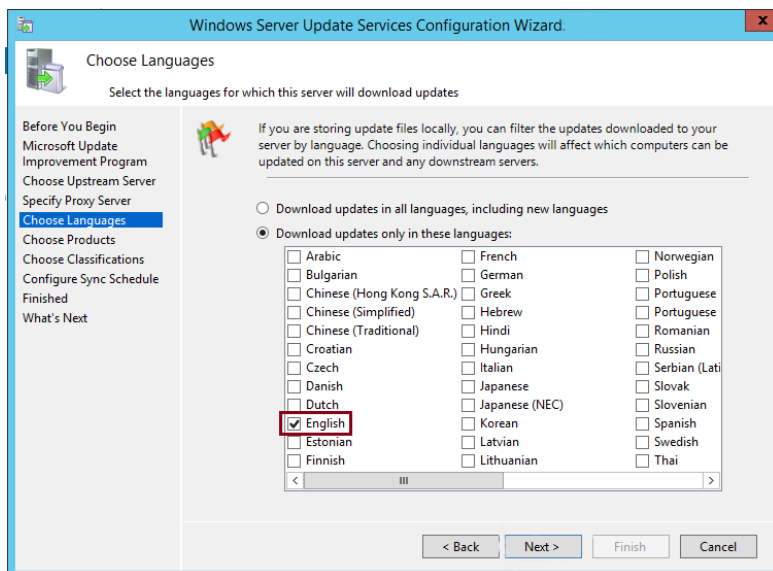 Windows Server Update Services Configuration Wizard.
x
Choose Languages
Select the languages for which this server will download updates
Before You Begin
Microsoft Update
Improvement Program
Choose Upstream Server
Specify Proxy Server
Choose Languages
Choose Products
Choose Classifications
Configure Sync Schedule
Finished
What's Next
If you are storing update files locally, you can filter the updates downloaded to your
server by language. Choosing individual languages will affect which computers can be
updated on this server and any downstream servers.
Download updates in all languages, including new languages
Download updates only in these languages:
Arabic
Bulgarian
Chinese (Hong Kong S.A.R.)
Chinese (Simplified)
Chinese (Traditional)
Croatian
Czech
Danish
Dutch
English
Estonian
Finnish
French
German
Greek
Hebrew
Hindi
Hungarian
Italian
Japanese
Japanese (NEC)
Korean
Latvian
Lithuanian
Norwegian
Polish
Portuguese
Portuguese
Romanian
Russian
Serbian (Lati
Slovak
Slovenian
Spanish
Swedish
Thai
< Back
Next >
Finish
Cancel